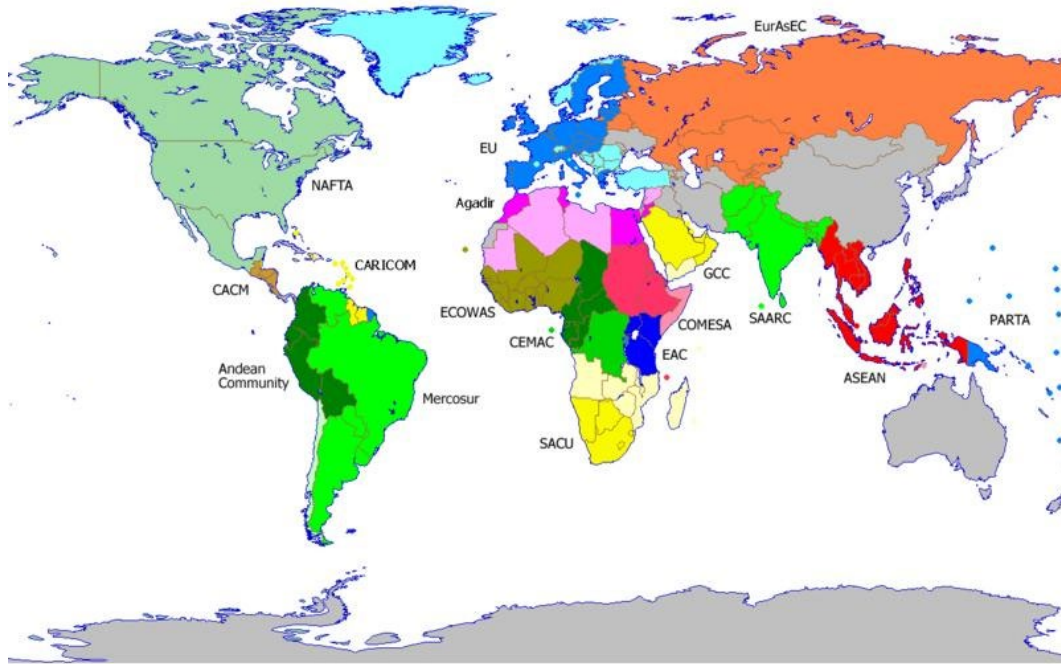 EurAsEC
EU
NAFTA
Agadir
CARICOM
GCC
CACM
ECOWAS
SAARC
COMESA
PARTA
CEMAC
EAC
Andean
Community
ASEAN
Mercosur
SACU